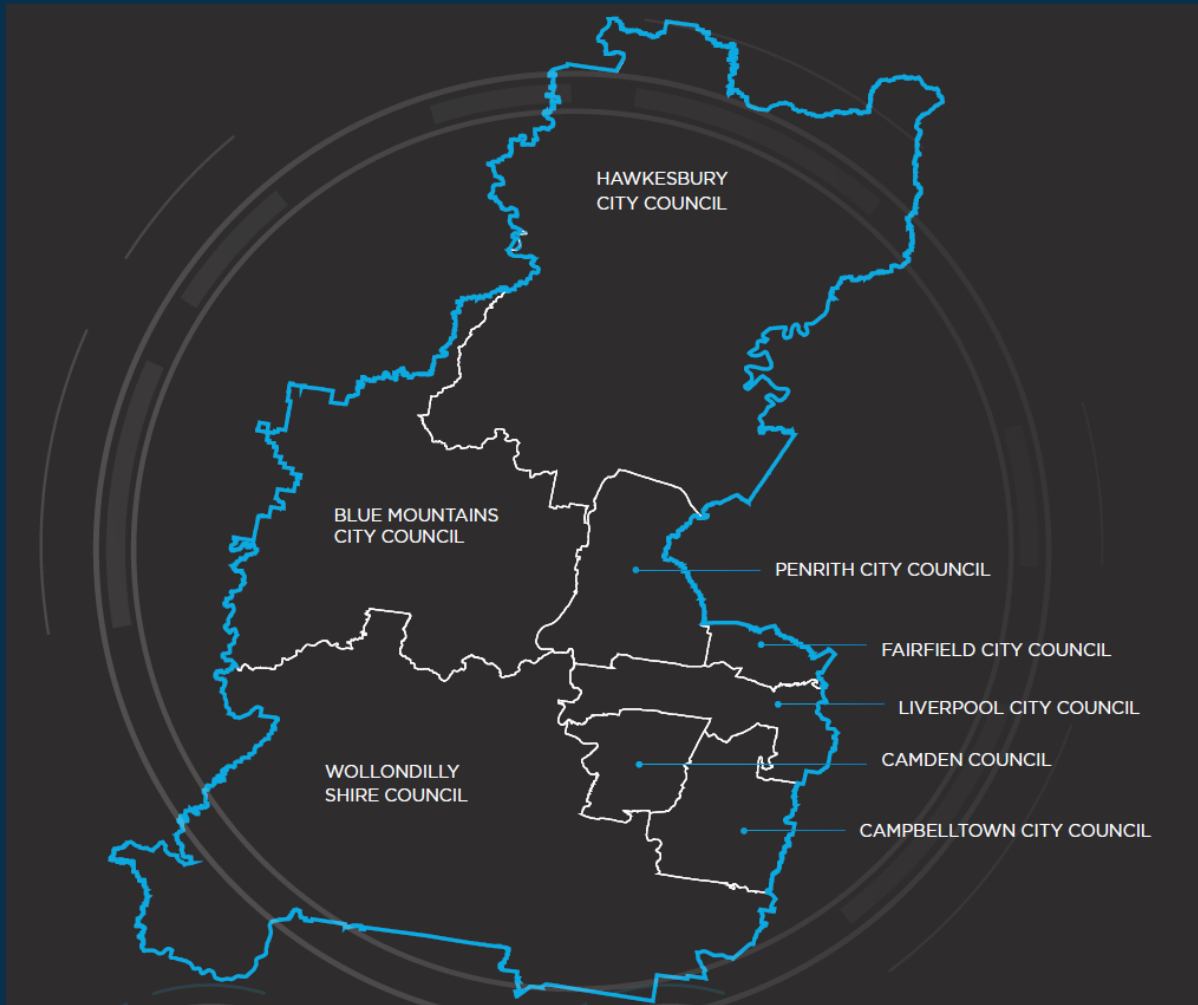 HAWKESBURY
CITY COUNCIL
BLUE MOUNTAINS
CITY COUNCIL
PENRITH CITY COUNCIL
FAIRFIELD CITY COUNCIL
LIVERPOOL CITY COUNCIL
CAMDEN COUNCIL
WOLLONDILLY
SHIRE COUNCIL
CAMPBELLTOWN CITY COUNCIL